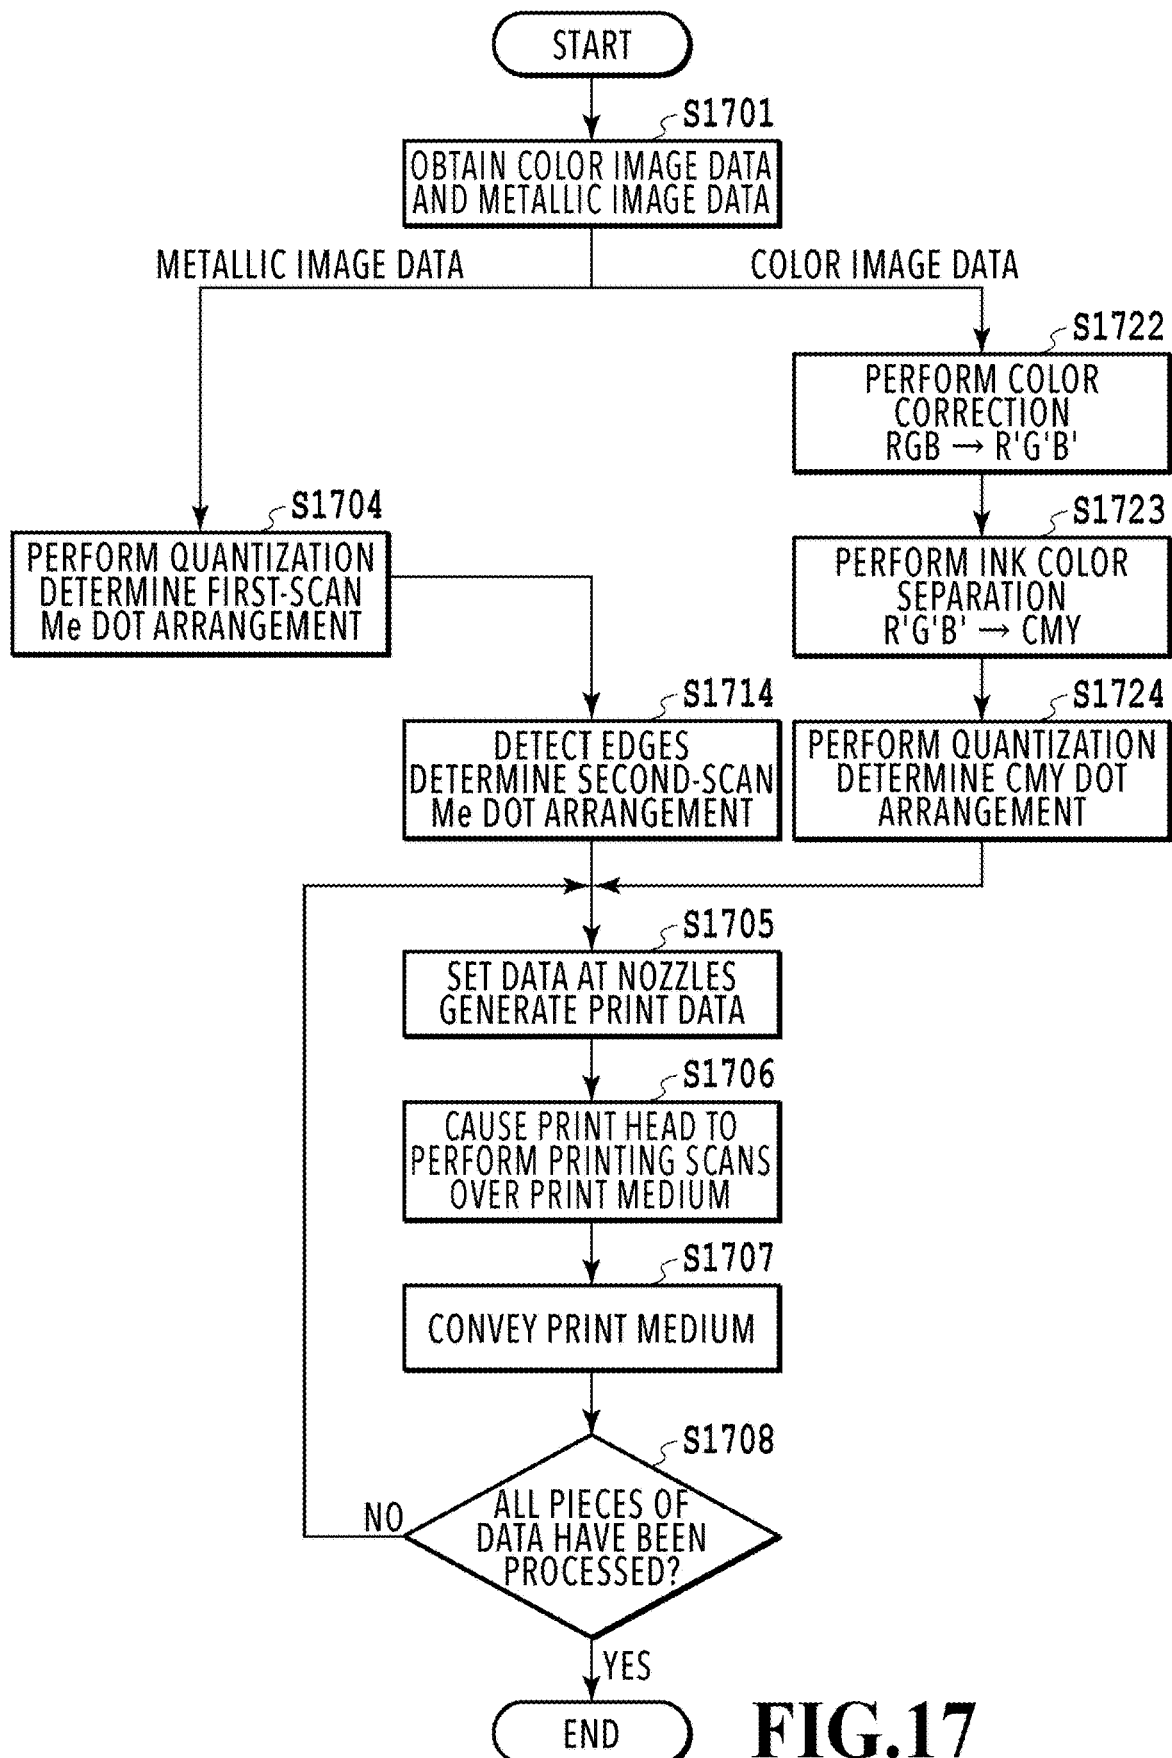 START
S1701
OBTAIN COLOR IMAGE DATA
AND METALLIC IMAGE DATA
METALLIC IMAGE DATA
COLOR IMAGE DATA
S1722
PERFORM COLOR
CORRECTION
RGB → R'G'B'
S1704
PERFORM QUANTIZATION
DETERMINE FIRST-SCAN
Me DOT ARRANGEMENT
S1723
PERFORM INK COLOR
SEPARATION
R'G'B' → CMY
S1714
DETECT EDGES
DETERMINE SECOND-SCAN
Me DOT ARRANGEMENT
S1724
PERFORM QUANTIZATION
DETERMINE CMY DOT
ARRANGEMENT
S1705
SET DATA AT NOZZLES
GENERATE PRINT DATA
S1706
CAUSE PRINT HEAD TO
PERFORM PRINTING SCANS
OVER PRINT MEDIUM
S1707
CONVEY PRINT MEDIUM
S1708
ALL PIECES OF
DATA HAVE BEEN
PROCESSED?
NO
YES
END
FIG.17